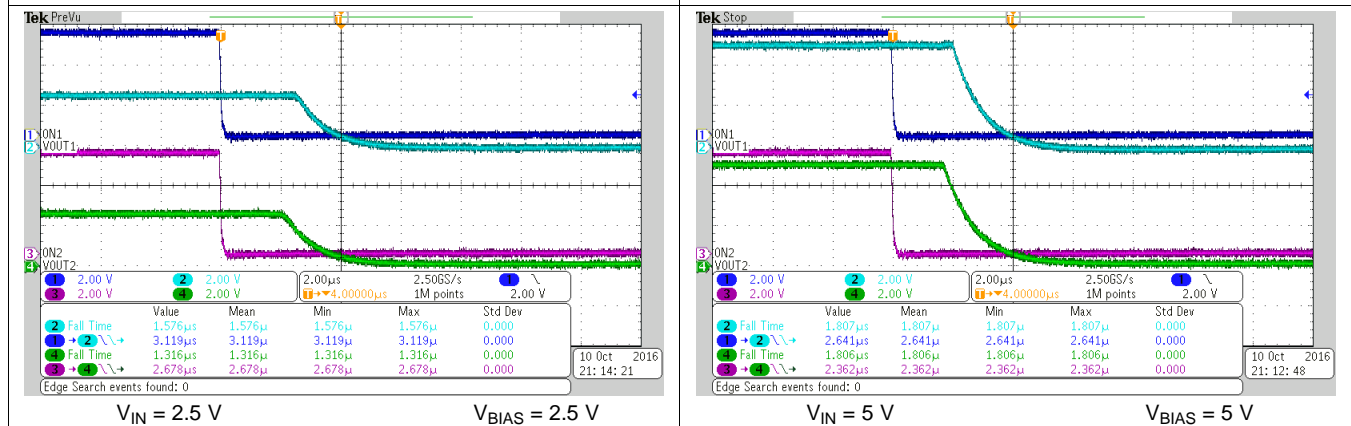 Tek PreVu
T
T
1 ON1
VOUT1
2
3 ON2
VOUT2
4
1 2.00 V 2 2.00 V
3 2.00 V 4 2.00 V
2.00µs 2.50GS/s 1 \
T→▼4.00000µs 1M points 2.00 V
Value Mean Min Max Std Dev
2 Fall Time 1.576µs 1.576µ 1.576µ 1.576µ 0.000
1 → 2 \\→ 3.119µs 3.119µ 3.119µ 3.119µ 0.000
4 Fall Time 1.316µs 1.316µ 1.316µ 1.316µ 0.000
3 → 4 \\→ 2.678µs 2.678µ 2.678µ 2.678µ 0.000
10 Oct 2016
21:14:21
Edge Search events found: 0
V_IN = 2.5 V V_BIAS = 2.5 V
Tek Stop
T
T
1 ON1
VOUT1
2
3 ON2
VOUT2
4
1 2.00 V 2 2.00 V
3 2.00 V 4 2.00 V
2.00µs 2.50GS/s 1 \
T→▼4.00000µs 1M points 2.00 V
Value Mean Min Max Std Dev
2 Fall Time 1.807µs 1.807µ 1.807µ 1.807µ 0.000
1 → 2 \\→ 2.641µs 2.641µ 2.641µ 2.641µ 0.000
4 Fall Time 1.806µs 1.806µ 1.806µ 1.806µ 0.000
3 → 4 \\→ 2.362µs 2.362µ 2.362µ 2.362µ 0.000
10 Oct 2016
21:12:48
Edge Search events found: 0
V_IN = 5 V V_BIAS = 5 V